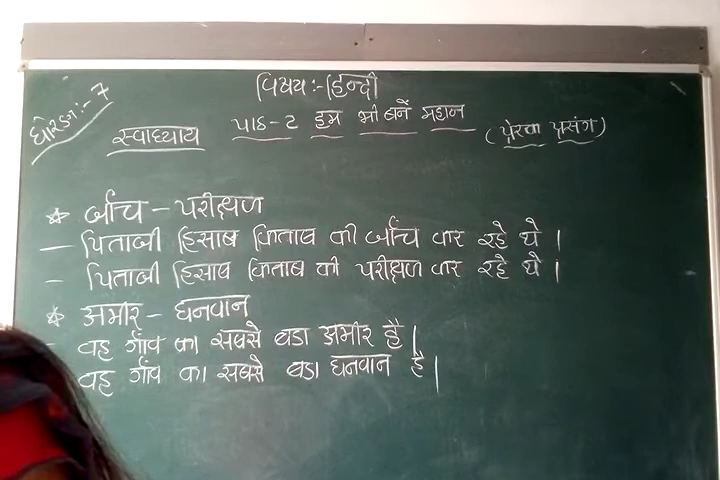 धोरण:- 7
विषय:- हिन्दी
स्वाध्याय पाठ-2 हम भी बनें महान (प्रेरक प्रसंग)
* जाँच - परीक्षण
- पिताजी हिसाब किताब की जाँच कर रहे थे।
- पिताजी हिसाब किताब की परीक्षण कर रहे थे।
* अमीर - धनवान
- वह गाँव का सबसे बडा अमीर है।
वह गाँव का सबसे बडा धनवान है।